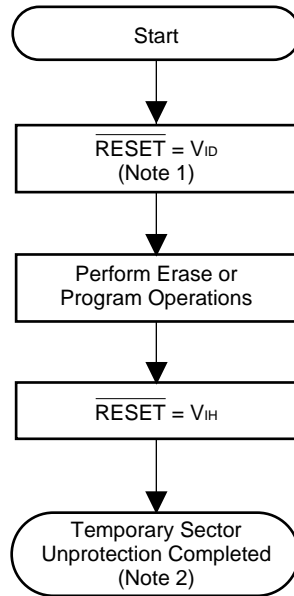 Start
RESET = VID
(Note 1)
Perform Erase or
Program Operations
RESET = VIH
Temporary Sector
Unprotection Completed
(Note 2)